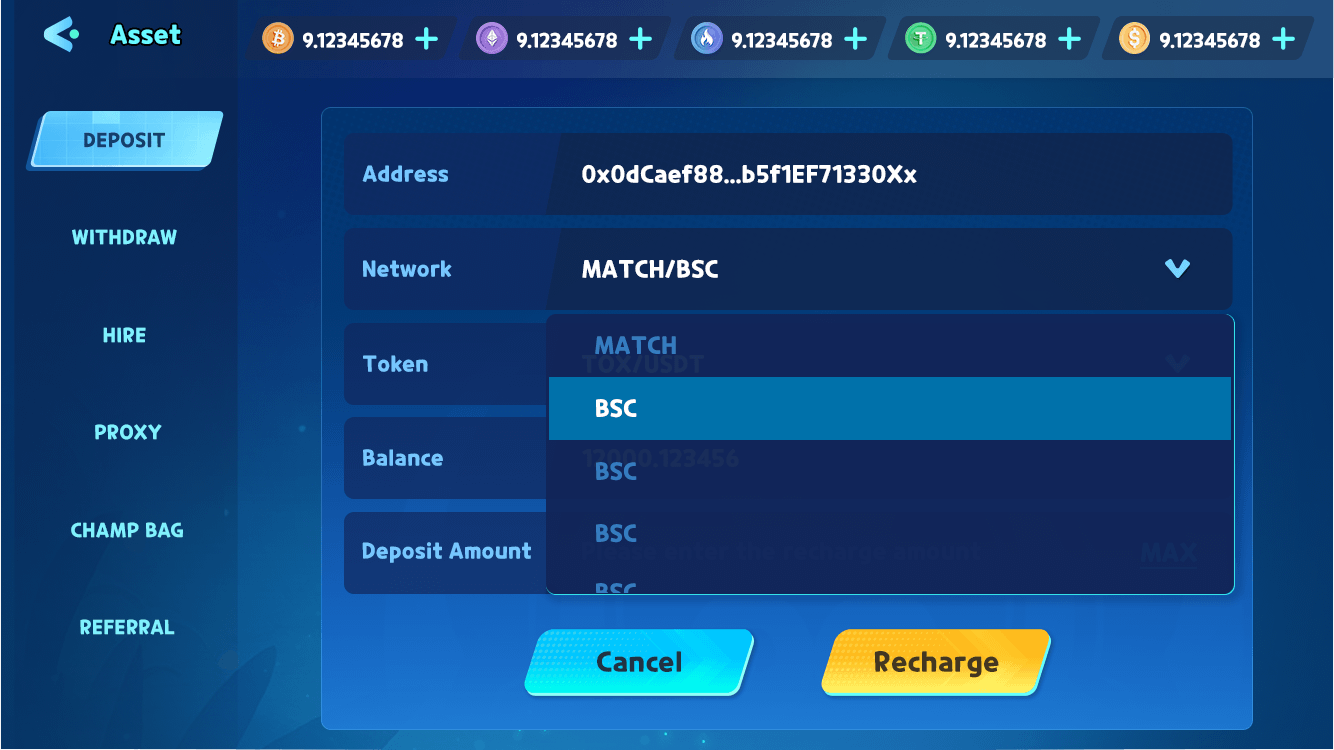 Asset
9.12345678
9.12345678
9.12345678
9.12345678
9.12345678
DEPOSIT
WITHDRAW
HIRE
PROXY
CHAMP BAG
REFERRAL
Address
0x0dCaef88...b5f1EF71330Xx
Network
MATCH/BSC
MATCH
Token
TOX/USDT
BSC
Balance
12000.123456
BSC
BSC
Deposit Amount
Please enter the recharge amount
MAX
BSC
Cancel
Recharge